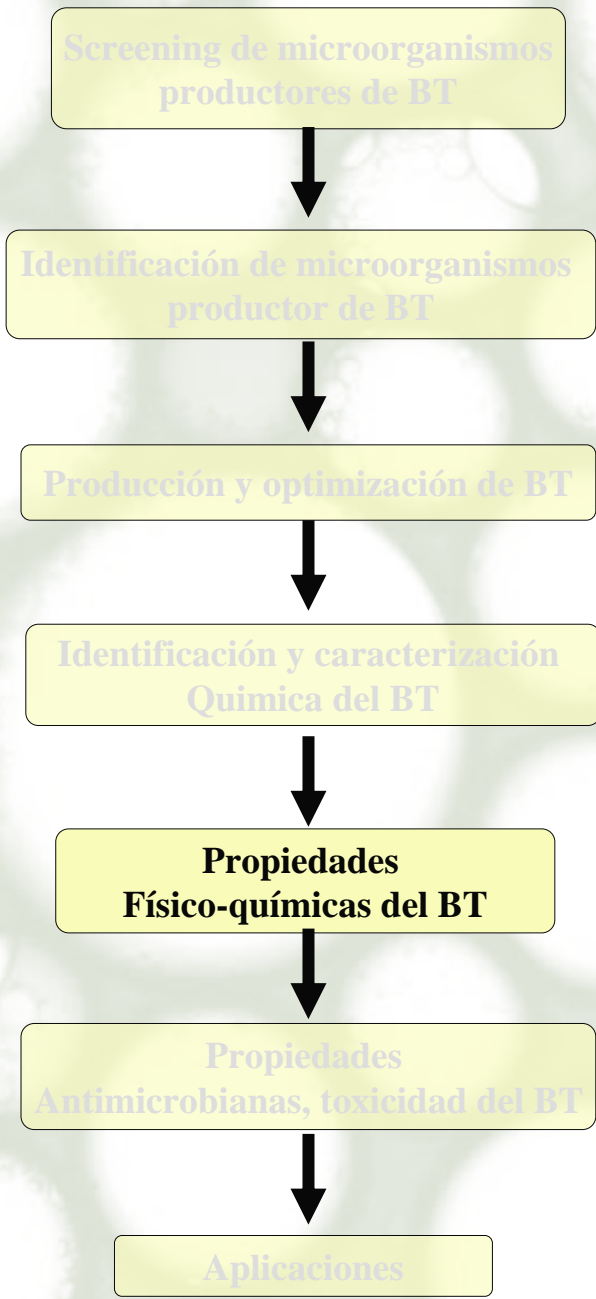 Screening de microorganismos
productores de BT
Identificación de microorganismos
productor de BT
Producción y optimización de BT
Identificación y caracterización
Quimica del BT
Propiedades
Físico-químicas del BT
Propiedades
Antimicrobianas, toxicidad del BT
Aplicaciones